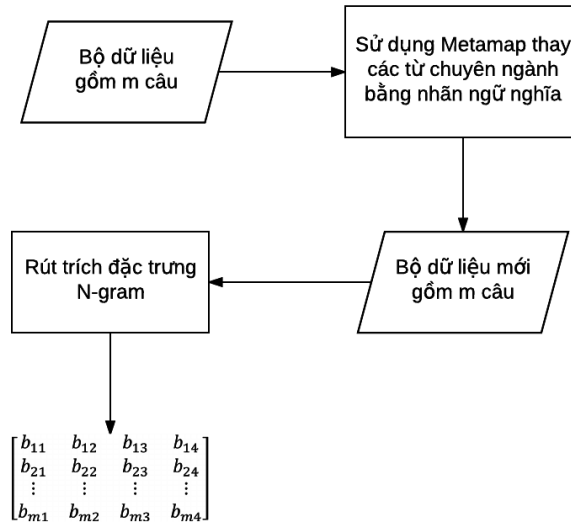 Bộ dữ liệu
gồm m câu
Sử dụng Metamap thay
các từ chuyên ngành
bằng nhãn ngữ nghĩa
Bộ dữ liệu mới
gồm m câu
Rút trích đặc trưng
N-gram
b₁₁ b₁₂ b₁₃ b₁₄
b₂₁ b₂₂ b₂₃ b₂₄
⋮ ⋮ ⋮ ⋮
bₘ₁ bₘ₂ bₘ₃ bₘ₄